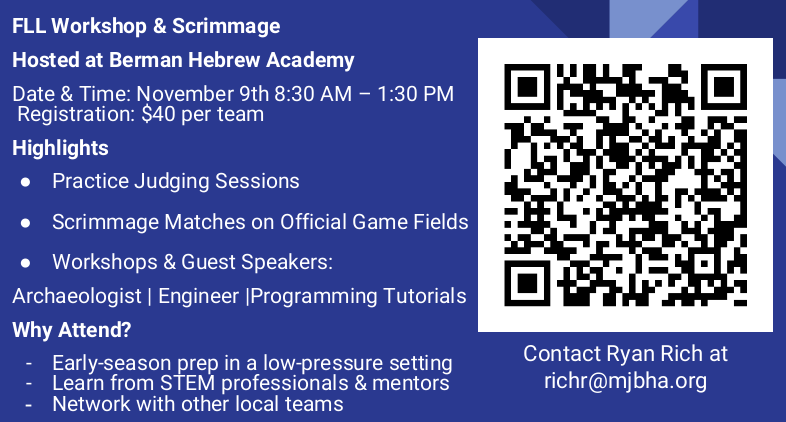 FLL Workshop & Scrimmage
Hosted at Berman Hebrew Academy
Date & Time: November 9th 8:30 AM – 1:30 PM
Registration: $40 per team
Highlights
● Practice Judging Sessions
● Scrimmage Matches on Official Game Fields
● Workshops & Guest Speakers:
Archaeologist | Engineer |Programming Tutorials
Why Attend?
- Early-season prep in a low-pressure setting
- Learn from STEM professionals & mentors
- Network with other local teams
Contact Ryan Rich at
richr@mjbha.org